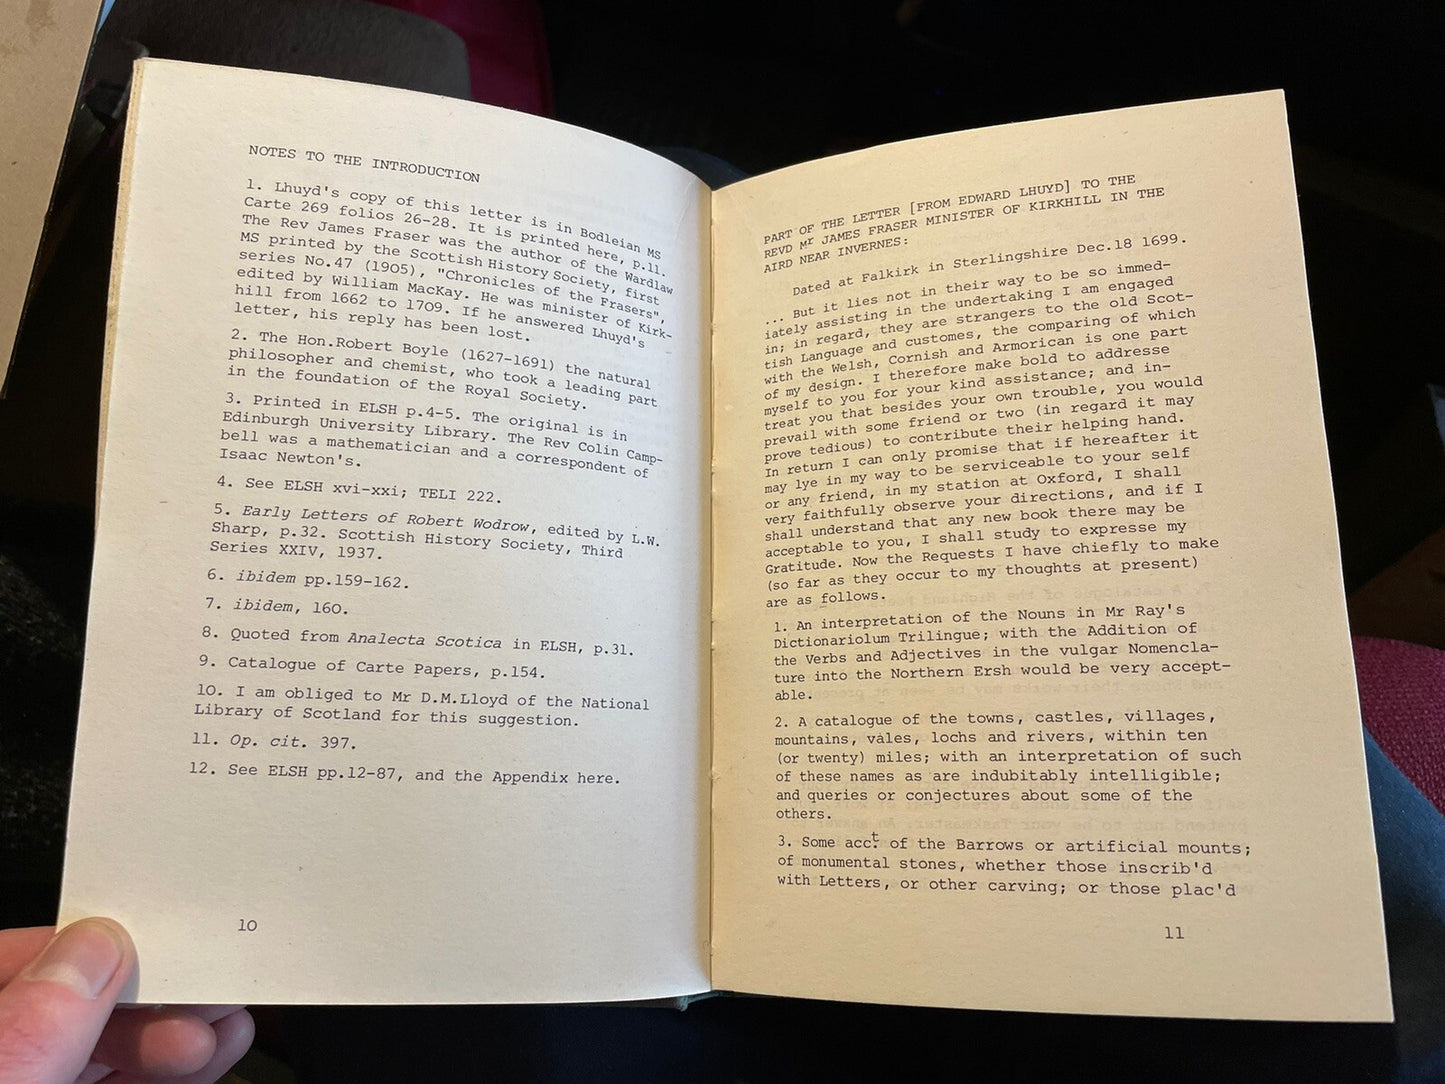 NOTES TO THE INTRODUCTION
1. Lhuyd's copy of this letter is in Bodleian MS
Carte 269 folios 26-28. It is printed here, p.11.
The Rev James Fraser was the author of the Wardlaw
MS printed by the Scottish History Society, first
series No.47 (1905), "Chronicles of the Frasers",
edited by William MacKay. He was minister of Kirk-
hill from 1662 to 1709. If he answered Lhuyd's
letter, his reply has been lost.
2. The Hon.Robert Boyle (1627-1691) the natural
philosopher and chemist, who took a leading part
in the foundation of the Royal Society.
3. Printed in ELSH p.4-5. The original is in
Edinburgh University Library. The Rev Colin Camp-
bell was a mathematician and a correspondent of
Isaac Newton's.
4. See ELSH xvi-xxi; TELI 222.
5. Early Letters of Robert Wodrow, edited by L.W.
Sharp, p.32. Scottish History Society, Third
Series XXIV, 1937.
6. ibidem pp.159-162.
7. ibidem, 160.
8. Quoted from Analecta Scotica in ELSH, p.31.
9. Catalogue of Carte Papers, p.154.
10. I am obliged to Mr D.M.Lloyd of the National
Library of Scotland for this suggestion.
11. Op. cit. 397.
12. See ELSH pp.12-87, and the Appendix here.
10
PART OF THE LETTER [FROM EDWARD LHUYD] TO THE
REVD Mr JAMES FRASER MINISTER OF KIRKHILL IN THE
AIRD NEAR INVERNES:
Dated at Falkirk in Sterlingshire Dec.18 1699.
... But it lies not in their way to be so immed-
iately assisting in the undertaking I am engaged
in; in regard, they are strangers to the old Scot-
tish Language and customes, the comparing of which
with the Welsh, Cornish and Armorican is one part
of my design. I therefore make bold to addresse
myself to you for your kind assistance; and in-
treat you that besides your own trouble, you would
prevail with some friend or two (in regard it may
prove tedious) to contribute their helping hand.
In return I can only promise that if hereafter it
may lye in my way to be serviceable to your self
or any friend, in my station at Oxford, I shall
very faithfully observe your directions, and if I
shall understand that any new book there may be
acceptable to you, I shall study to expresse my
Gratitude. Now the Requests I have chiefly to make
(so far as they occur to my thoughts at present)
are as follows.
1. An interpretation of the Nouns in Mr Ray's
Dictionariolum Trilingue; with the Addition of
the Verbs and Adjectives in the vulgar Nomencla-
ture into the Northern Ersh would be very accept-
able.
2. A catalogue of the towns, castles, villages,
mountains, vales, lochs and rivers, within ten
(or twenty) miles; with an interpretation of such
of these names as are indubitably intelligible;
and queries or conjectures about some of the
others.
3. Some acct. of the Barrows or artificial mounts;
of monumental stones, whether those inscrib'd
with Letters, or other carving; or those plac'd
11